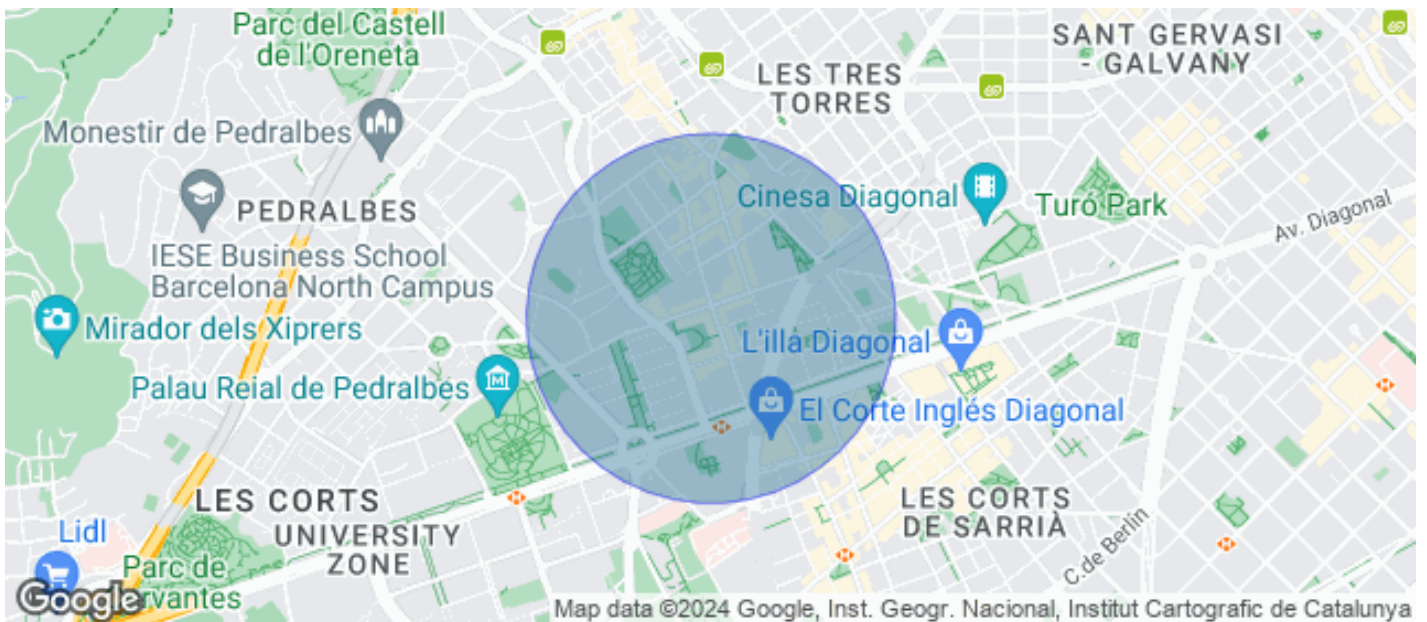 Parc del Castell
de l'Oreneta
SANT GERVASI
- GALVANY
LES TRES
TORRES
Monestir de Pedralbes
PEDRALBES
Cinesa Diagonal
Turó Park
Av. Diagonal
IESE Business School
Barcelona North Campus
Mirador dels Xiprers
L'illa Diagonal
Palau Reial de Pedralbes
M
El Corte Inglés Diagonal
LES CORTS
UNIVERSITY
ZONE
LES CORTS
DE SARRIÀ
C. de Berlín
Lidl
Parc de
rvantes
Google
Map data ©2024 Google, Inst. Geogr. Nacional, Institut Cartografic de Catalunya